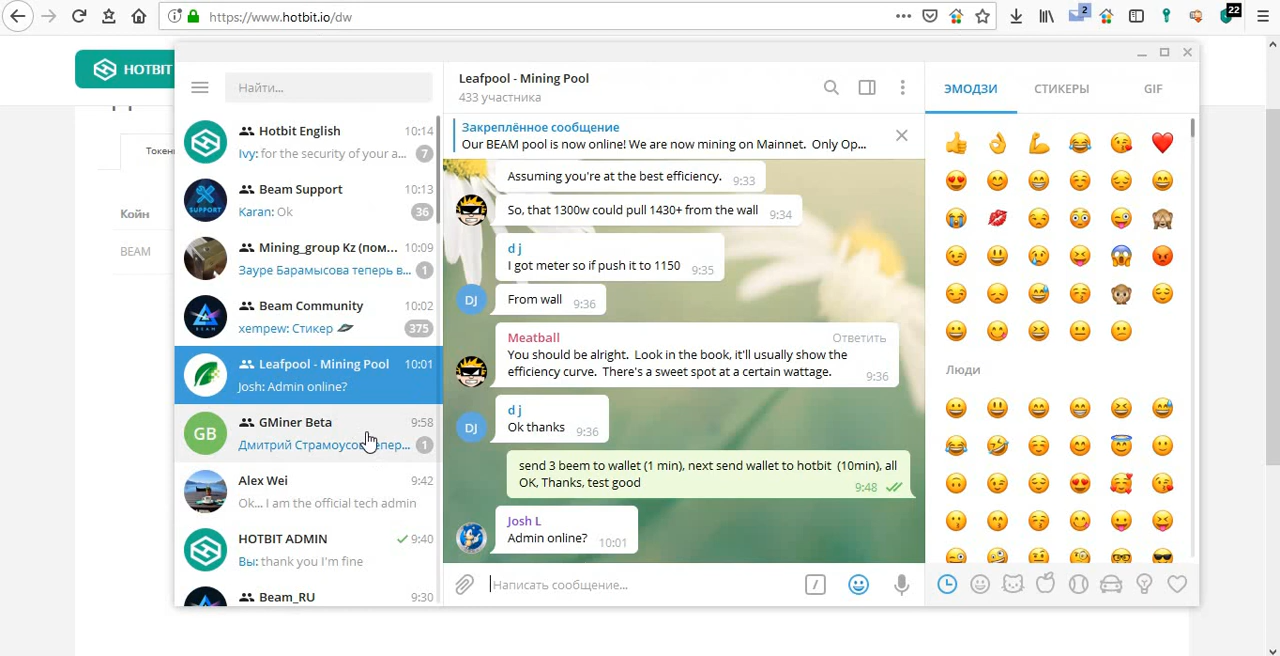 https://www.hotbit.io/dw
2
22
HOTBIT
Токен
Койн
BEAM
Найти...
Hotbit English 10:14
Ivy: for the security of your a... 7
Beam Support 10:13
Karan: Ok 36
SUPPORT
Mining_group Kz (пом... 10:09
Зауре Барамысова теперь в... 1
Beam Community 10:02
xempew: Стикер 375
BEAM
Leafpool - Mining Pool 10:01
Josh: Admin online?
GB
GMiner Beta 9:58
Дмитрий Страмоусов тепер... 1
Alex Wei 9:42
Ok... I am the official tech admin
HOTBIT ADMIN 9:40
Вы: thank you I'm fine
Beam_RU 9:30
Leafpool - Mining Pool
433 участника
Закреплённое сообщение
Our BEAM pool is now online! We are now mining on Mainnet. Only Op...
Assuming you're at the best efficiency. 9:33
So, that 1300w could pull 1430+ from the wall 9:34
d j
I got meter so if push it to 1150 9:35
DJ
From wall 9:36
Meatball Ответить
You should be alright. Look in the book, it'll usually show the
efficiency curve. There's a sweet spot at a certain wattage. 9:36
d j
DJ
Ok thanks 9:36
send 3 beem to wallet (1 min), next send wallet to hotbit (10min), all
OK, Thanks, test good 9:48
Josh L
Admin online? 10:01
Написать сообщение...
ЭМОДЗИ СТИКЕРЫ GIF
Люди